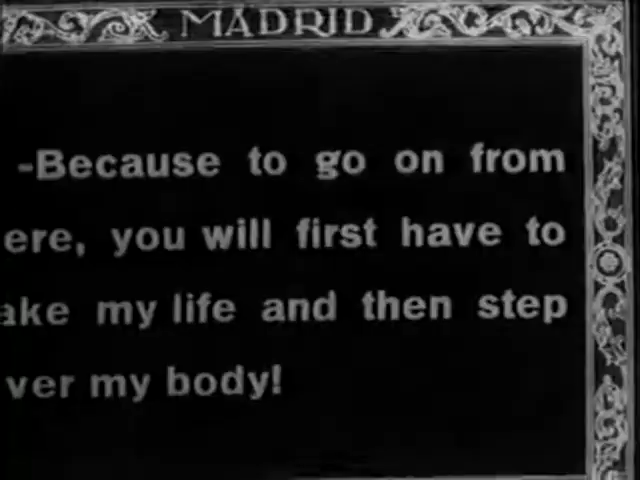 MADRID
-Because to go on from
ere, you will first have to
ake my life and then step
ver my body!